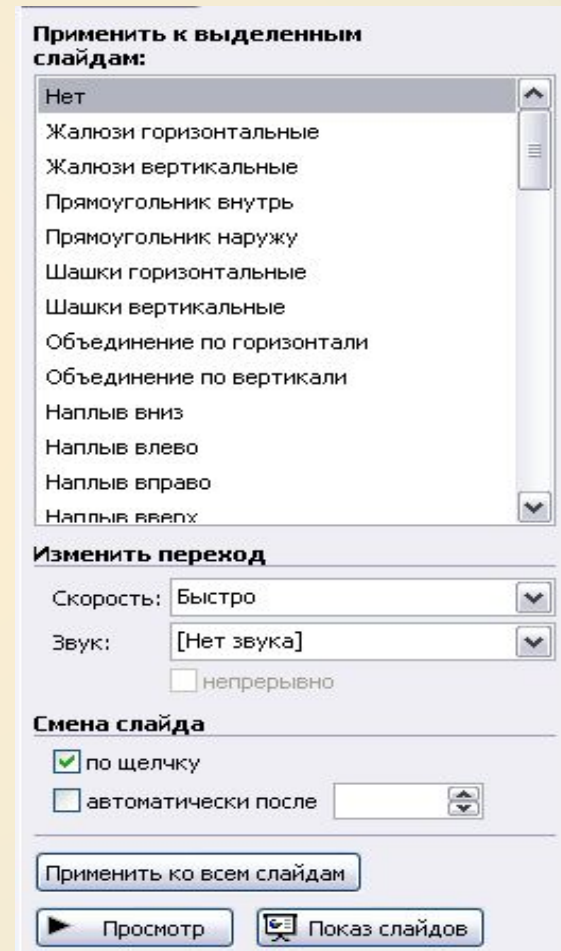 Применить к выделенным
слайдам:
Нет
Жалюзи горизонтальные
Жалюзи вертикальные
Прямоугольник внутрь
Прямоугольник наружу
Шашки горизонтальные
Шашки вертикальные
Объединение по горизонтали
Объединение по вертикали
Наплыв вниз
Наплыв влево
Наплыв вправо
Наплыв вверх
Изменить переход
Скорость: Быстро
Звук: [Нет звука]
непрерывно
Смена слайда
по щелчку
автоматически после
Применить ко всем слайдам
Просмотр Показ слайдов